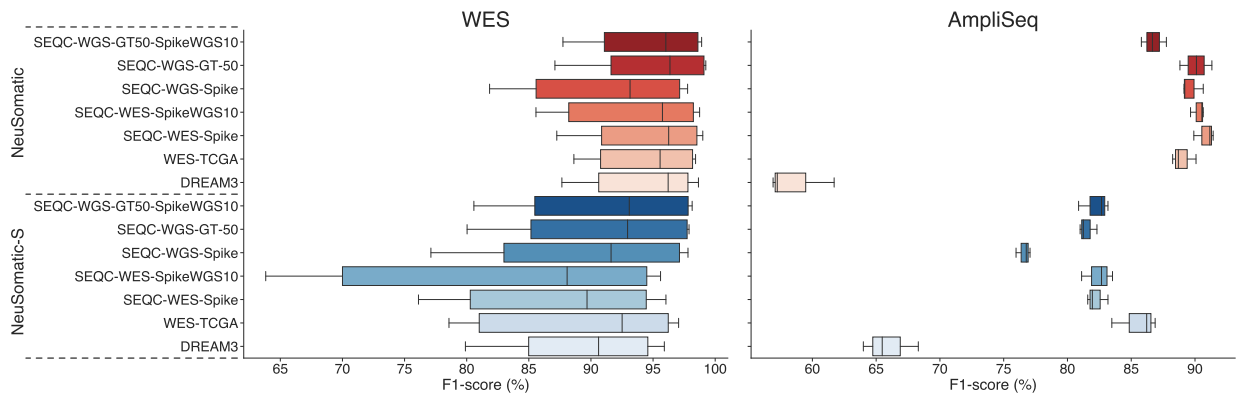 WES
AmpliSeq
NeuSomatic
SEQC-WGS-GT50-SpikeWGS10
SEQC-WGS-GT-50
SEQC-WGS-Spike
SEQC-WES-SpikeWGS10
SEQC-WES-Spike
WES-TCGA
DREAM3
NeuSomatic-S
SEQC-WGS-GT50-SpikeWGS10
SEQC-WGS-GT-50
SEQC-WGS-Spike
SEQC-WES-SpikeWGS10
SEQC-WES-Spike
WES-TCGA
DREAM3
65 70 75 80 85 90 95 100
F1-score (%)
60 65 70 75 80 85 90
F1-score (%)